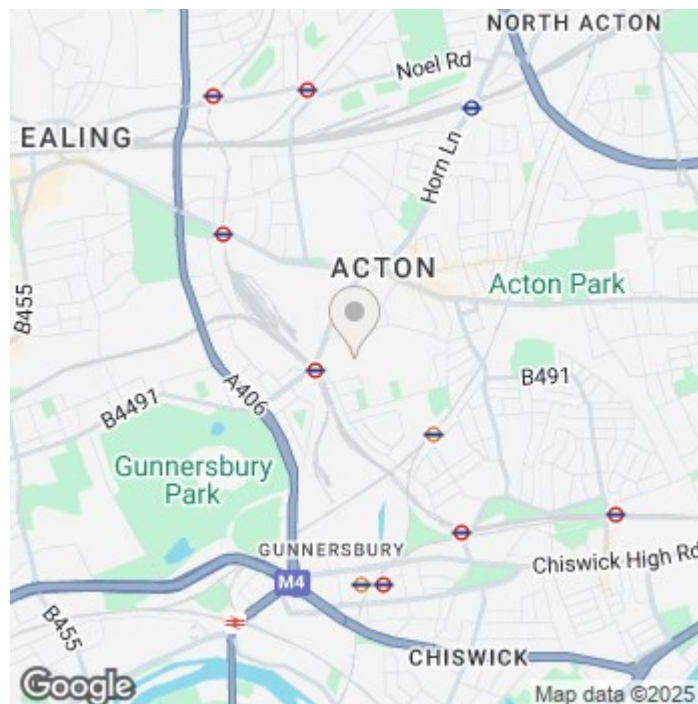 NORTH ACTON
Noel Rd
EALING
Horn Ln
ACTON
Acton Park
B455
A406
B4491
B491
Gunnersbury
Park
GUNNERSBURY
Chiswick High Rd
M4
B455
CHISWICK
Google
Map data ©2025